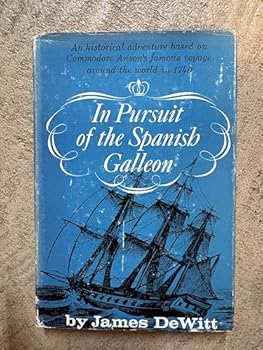 An historical adventure based on
Commodore Anson's famous voyage
around the world in 1740
In Pursuit
of the Spanish
Galleon
by James DeWitt